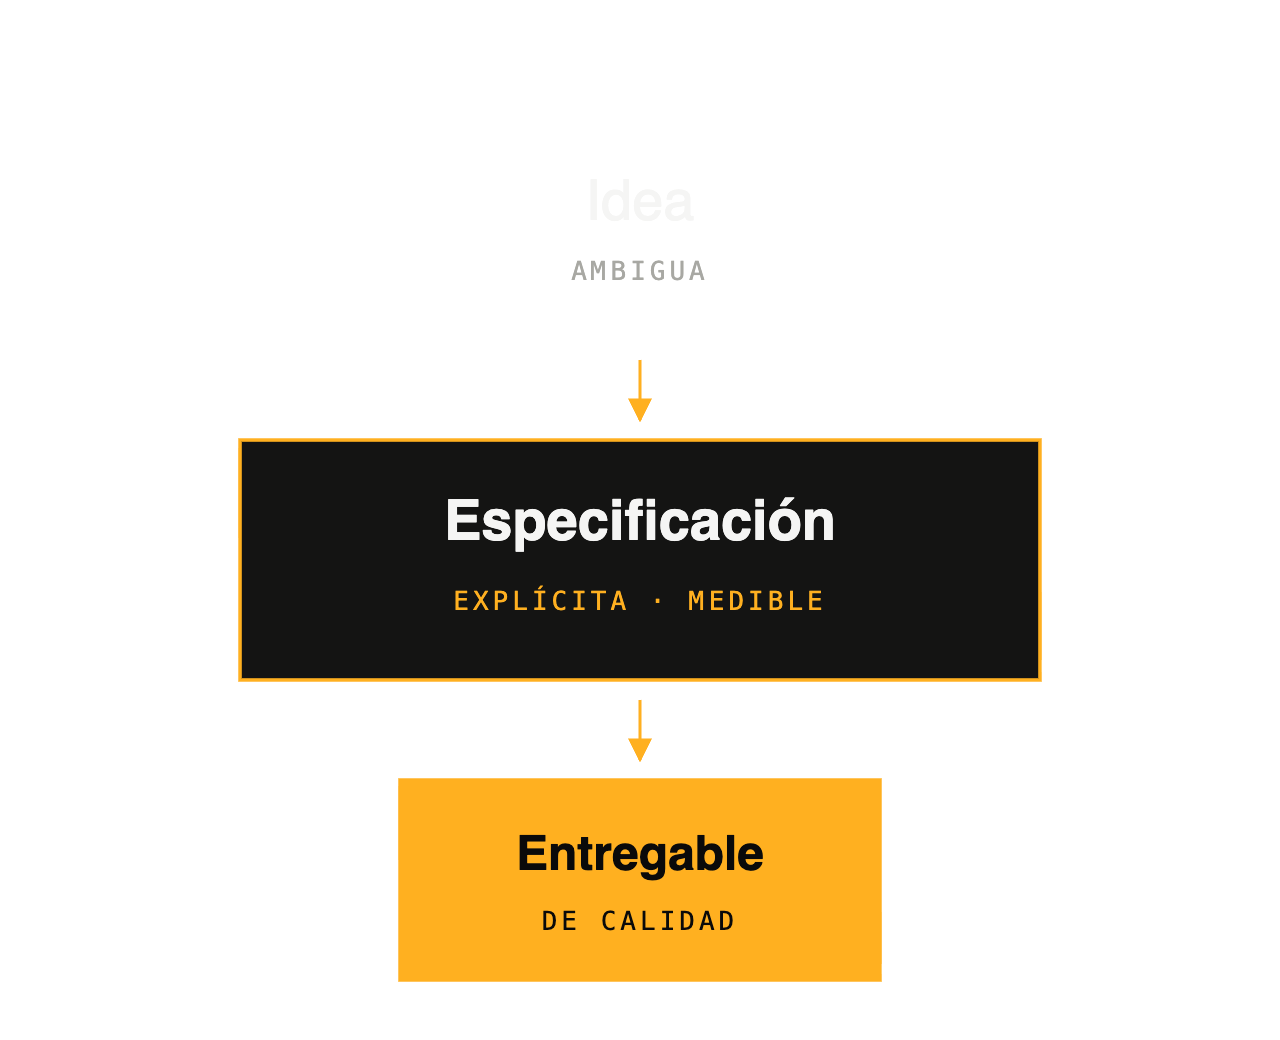 Idea
AMBIGUA
Especificación
EXPLÍCITA · MEDIBLE
Entregable
DE CALIDAD